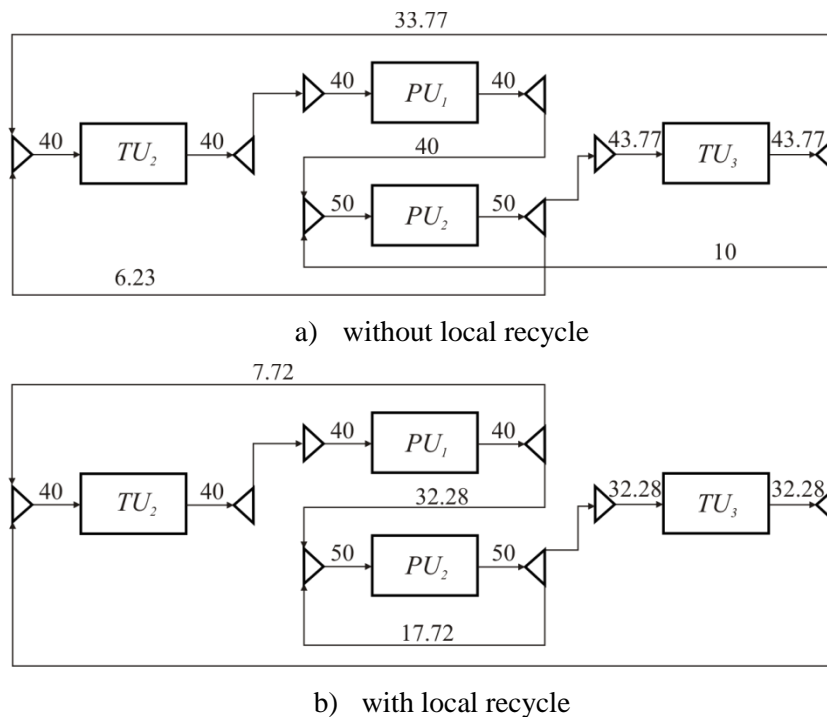 33.77
40 TU₂ 40
40 PU₁ 40
40
50 PU₂ 50
43.77 TU₃ 43.77
10
6.23
a) without local recycle
7.72
40 TU₂ 40
40 PU₁ 40
32.28
50 PU₂ 50
32.28 TU₃ 32.28
17.72
b) with local recycle